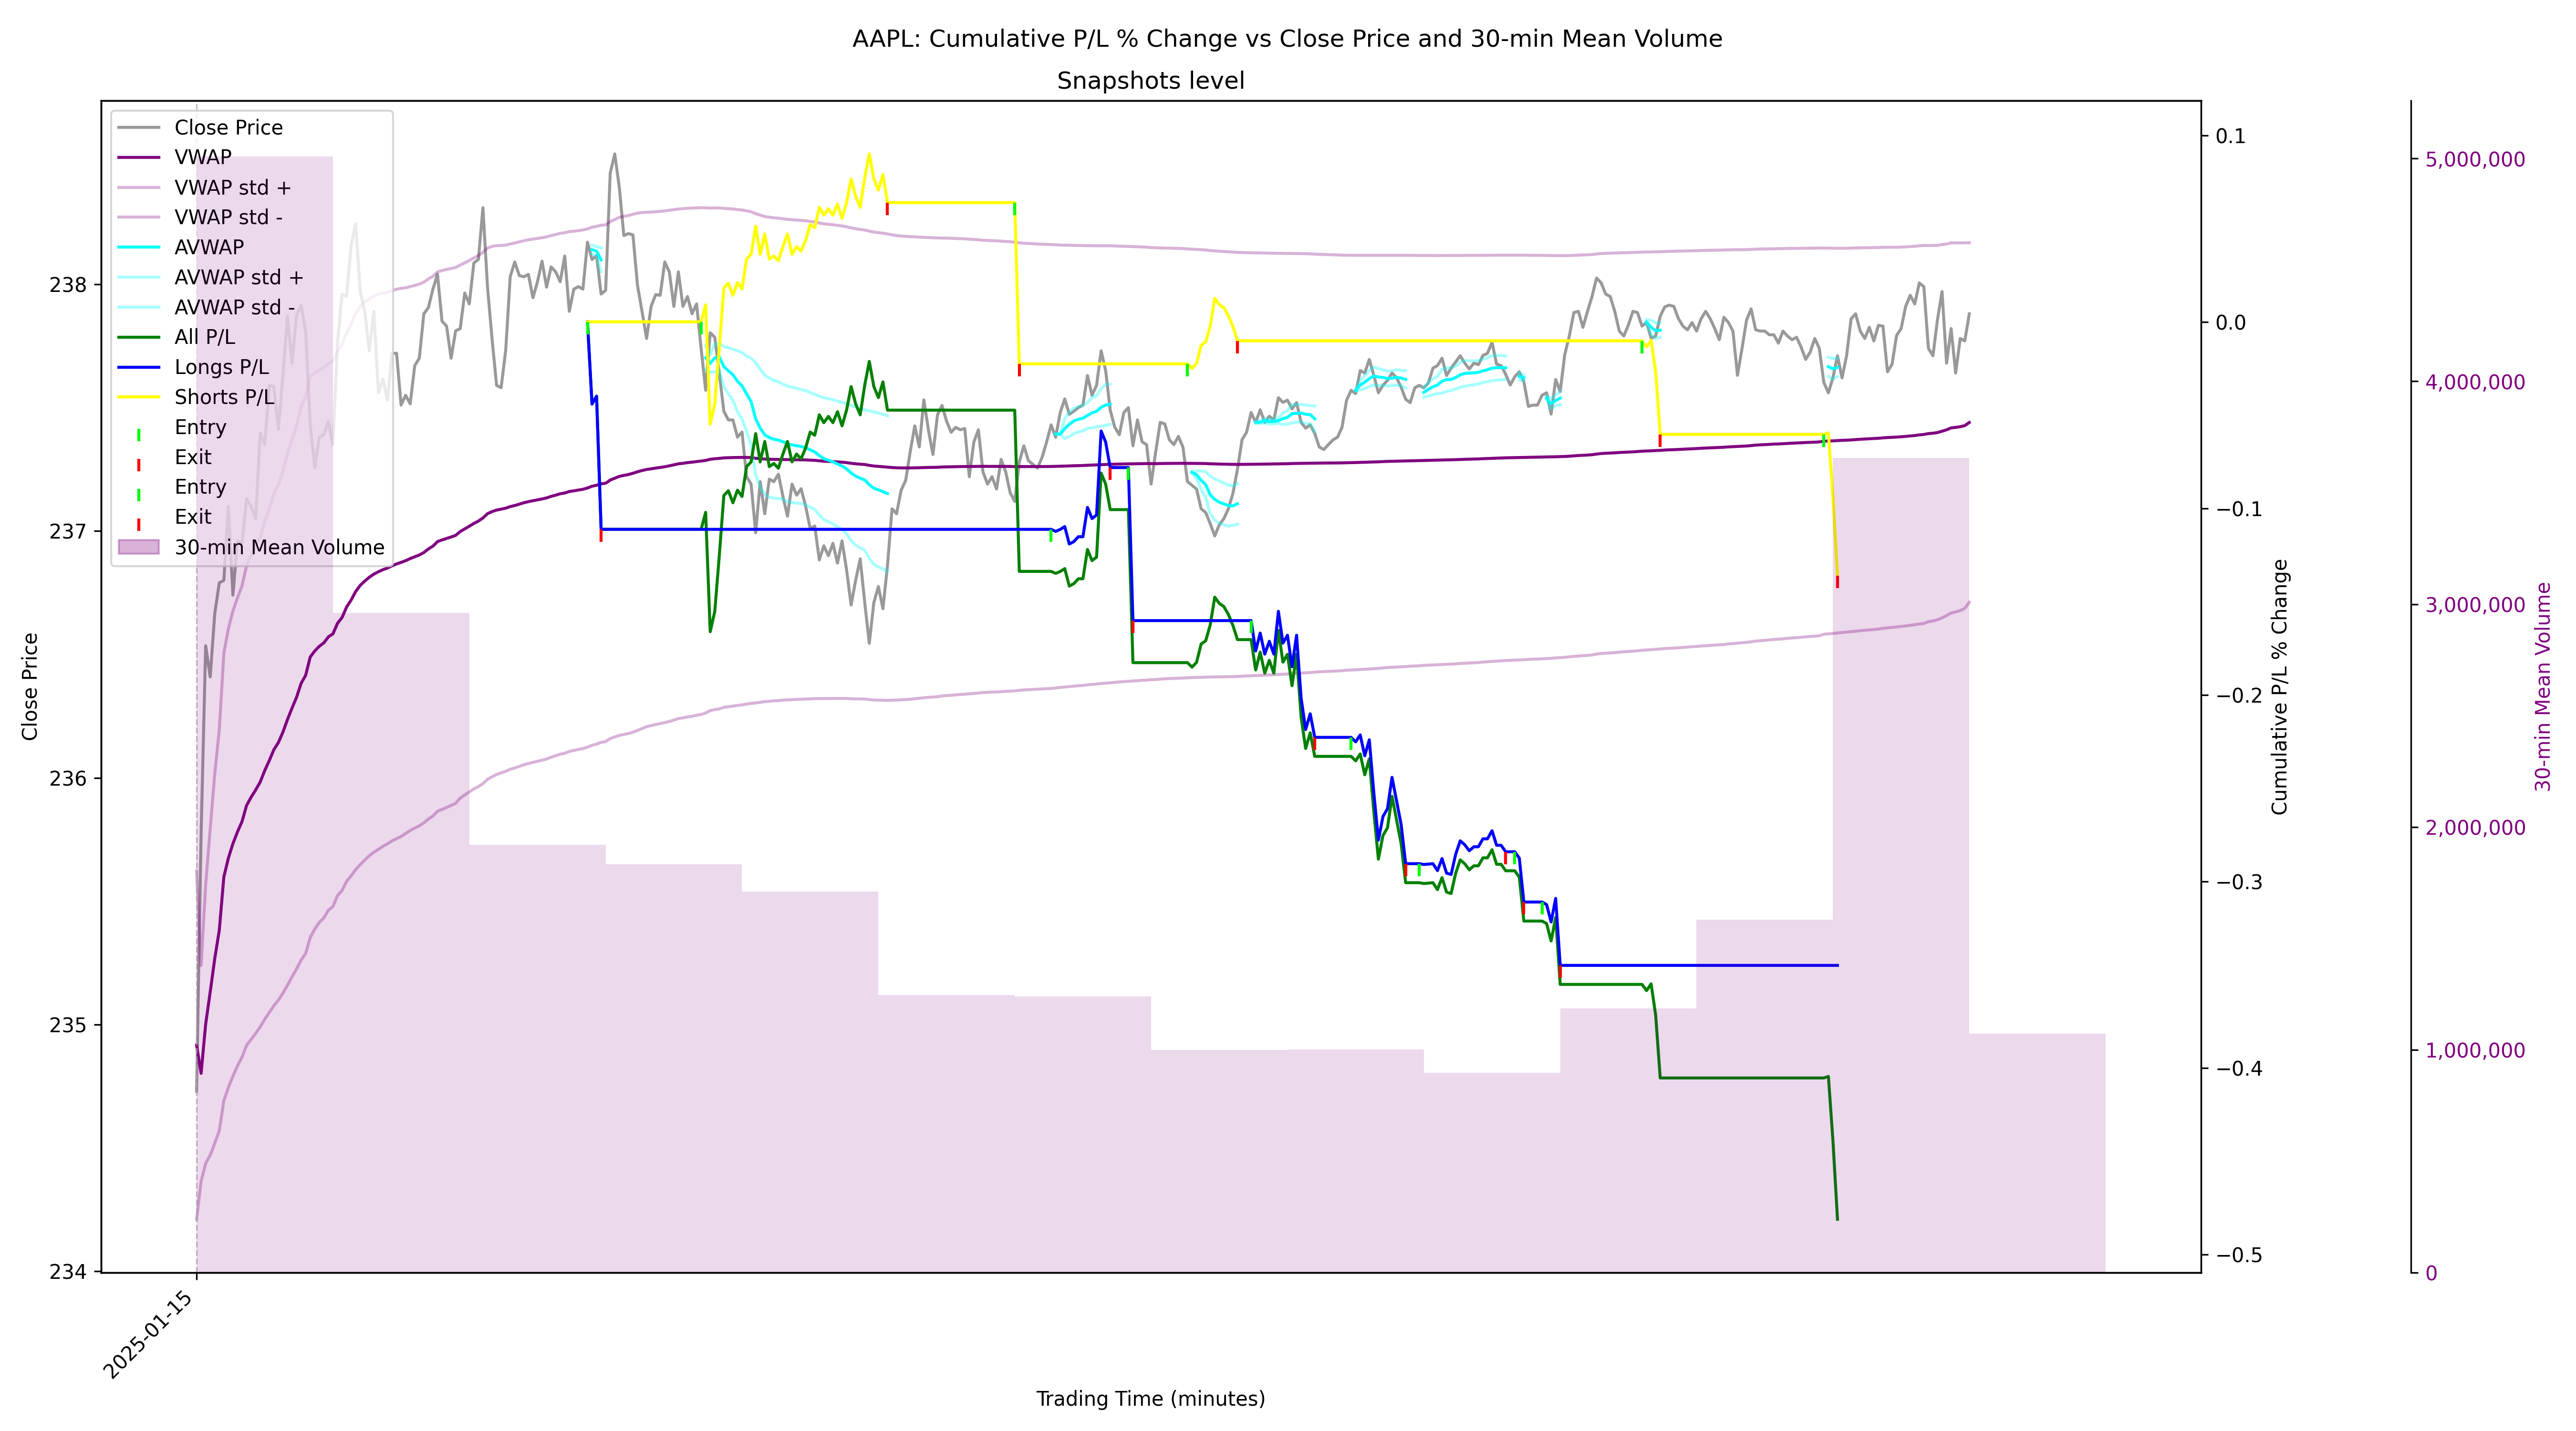 AAPL: Cumulative P/L % Change vs Close Price and 30-min Mean Volume
Snapshots level
Close Price
VWAP
VWAP std +
VWAP std -
AVWAP
AVWAP std +
AVWAP std -
All P/L
Longs P/L
Shorts P/L
Entry
Exit
Entry
Exit
30-min Mean Volume
238
237
236
235
234
Close Price
0.1
0.0
−0.1
−0.2
−0.3
−0.4
−0.5
Cumulative P/L % Change
5,000,000
4,000,000
3,000,000
2,000,000
1,000,000
0
30-min Mean Volume
2025-01-15
Trading Time (minutes)